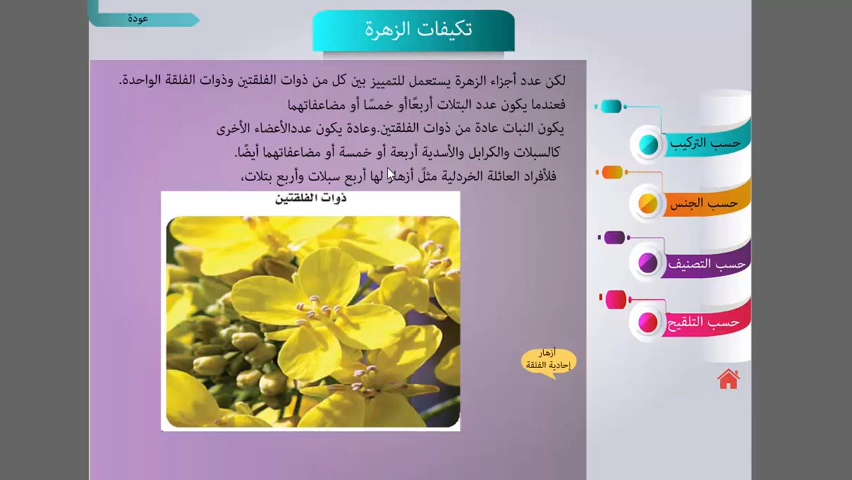 عودة
تكيفات الزهرة
لكن عدد أجزاء الزهرة يستعمل للتمييز بين كل من ذوات الفلقتين وذوات الفلقة الواحدة.
فعندما يكون عدد البتلات أربعًاأو خمسًا أو مضاعفاتهما
يكون النبات عادة من ذوات الفلقتين.وعادة يكون عددالأعضاء الأخرى
كالسبلات والكرابل والأسدية أربعة أو خمسة أو مضاعفاتهما أيضًا.
فلأفراد العائلة الخردلية مثلًا أزهار لها أربع سبلات وأربع بتلات،
ذوات الفلقتين
أزهار
إحادية الفلقة
حسب التركيب
حسب الجنس
حسب التصنيف
حسب التلقيح